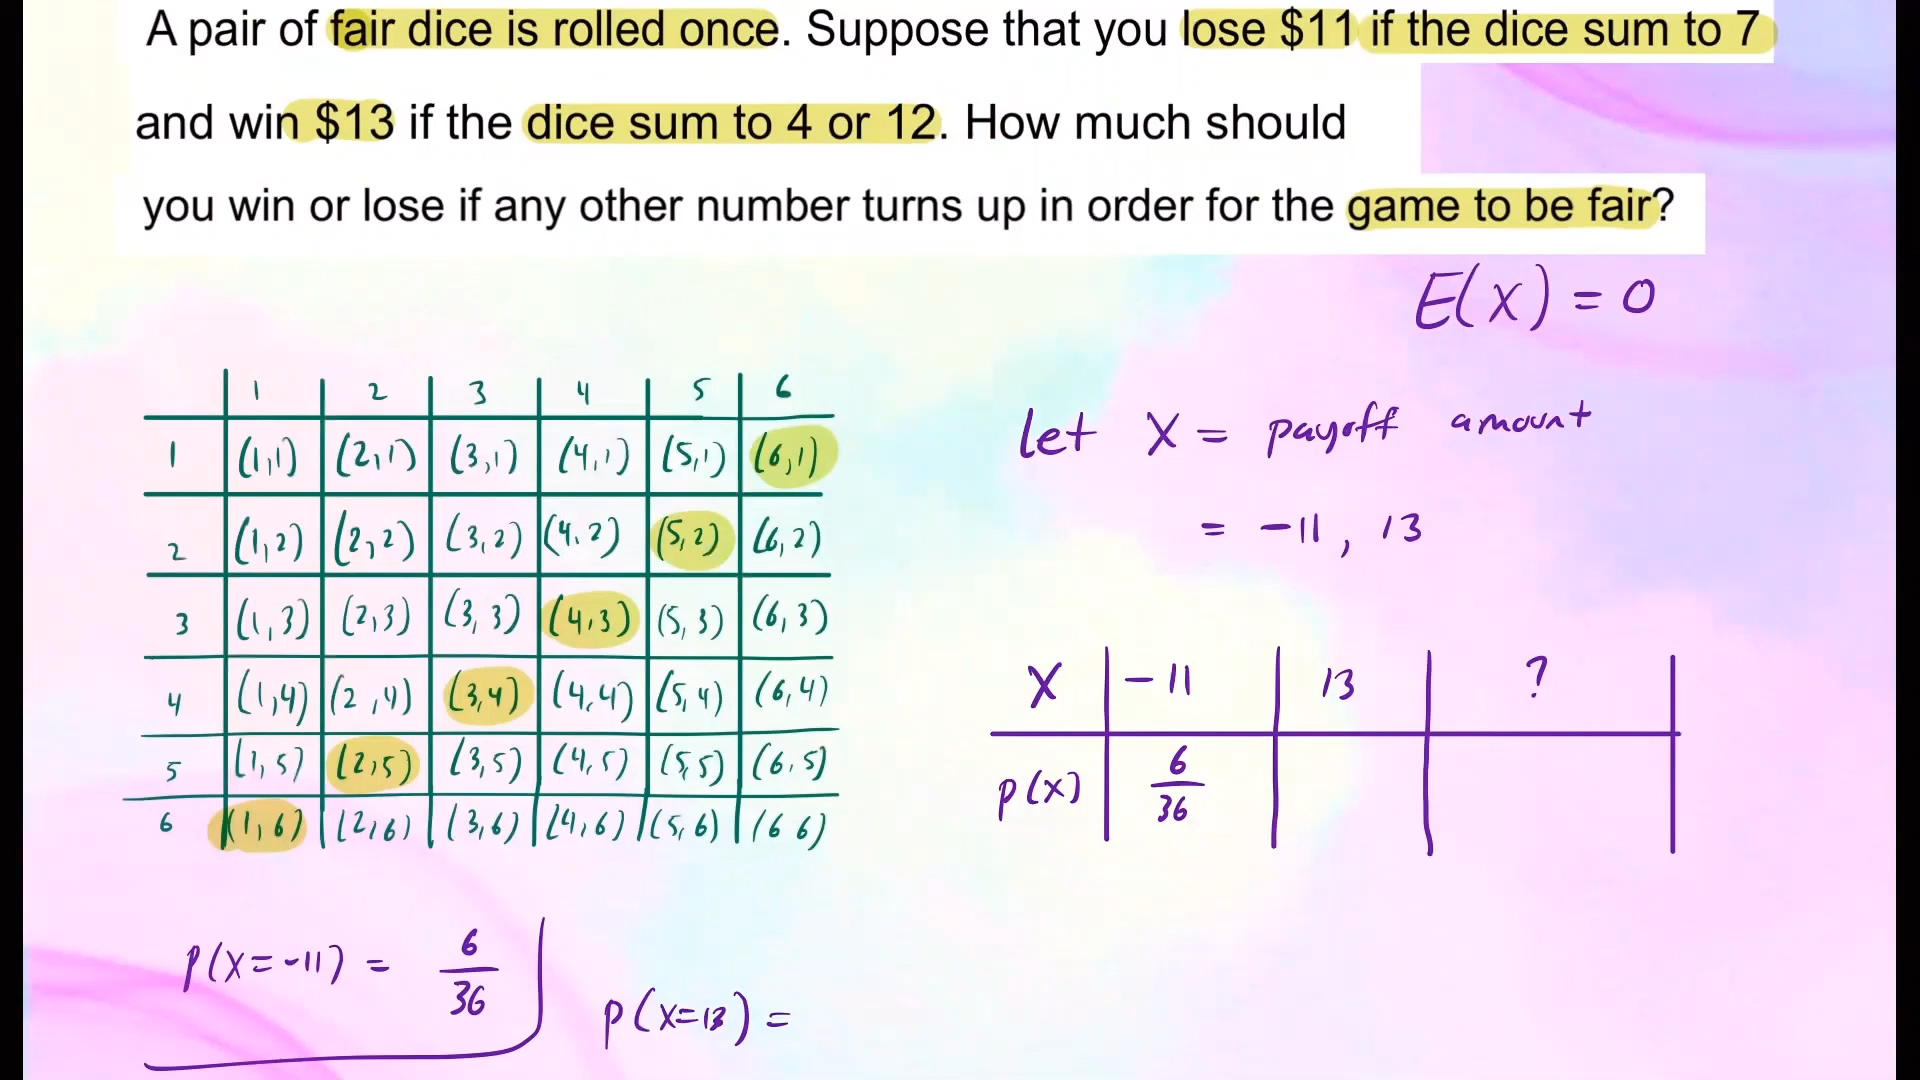 A pair of fair dice is rolled once. Suppose that you lose $11 if the dice sum to 7
and win $13 if the dice sum to 4 or 12. How much should
you win or lose if any other number turns up in order for the game to be fair?
E(X) = 0
let X = payoff amount
= -11, 13
1 2 3 4 5 6
1 (1,1) (2,1) (3,1) (4,1) (5,1) (6,1)
2 (1,2) (2,2) (3,2) (4,2) (5,2) (6,2)
3 (1,3) (2,3) (3,3) (4,3) (5,3) (6,3)
4 (1,4) (2,4) (3,4) (4,4) (5,4) (6,4)
5 (1,5) (2,5) (3,5) (4,5) (5,5) (6,5)
6 (1,6) (2,6) (3,6) (4,6) (5,6) (6 6)
X -11 13 ?
P(X) 6/36
P(X=-11) = 6/36
P(X=13) =